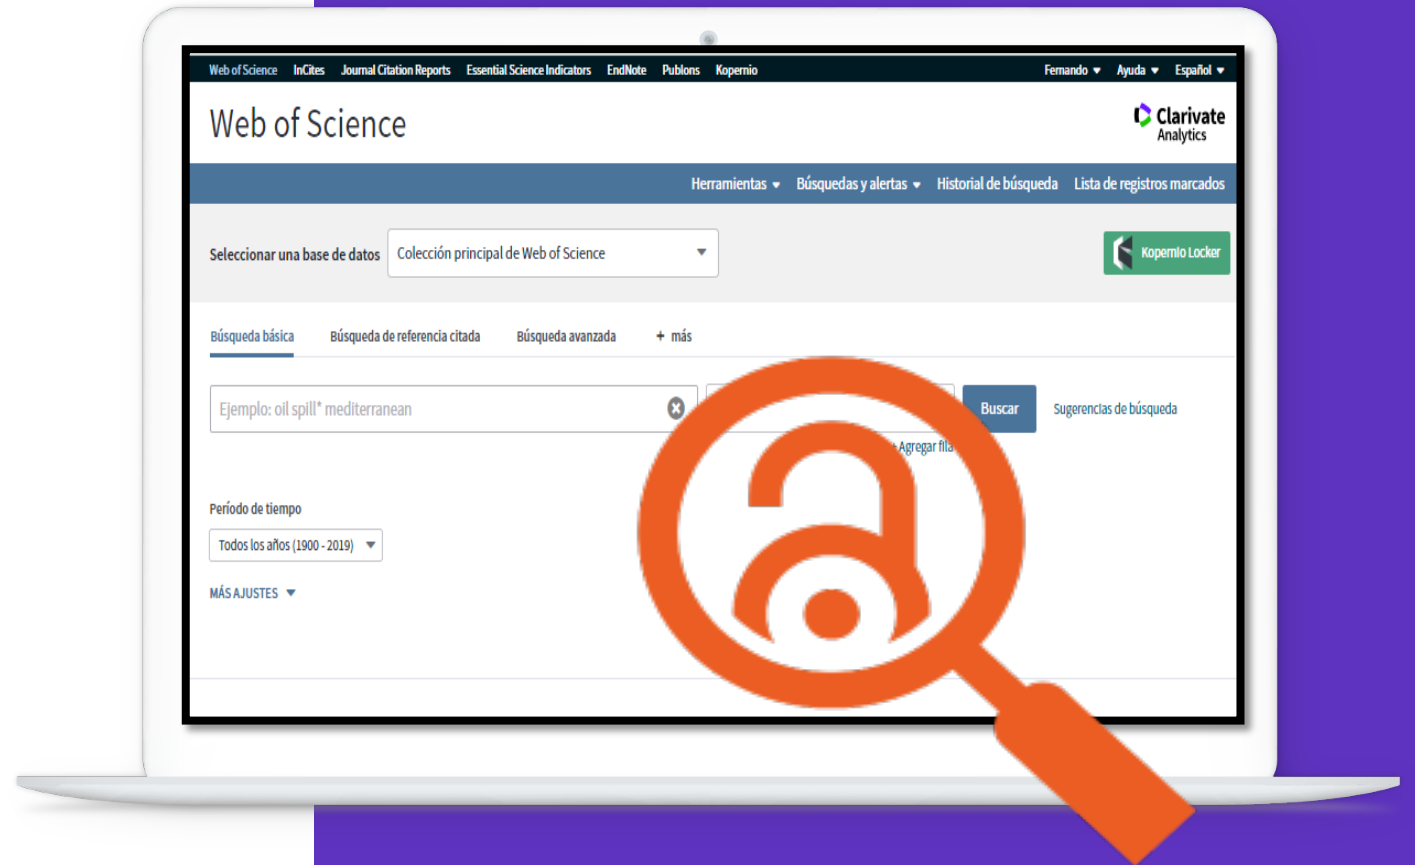 Web of Science InCites Journal Citation Reports Essential Science Indicators EndNote Publons Kopernio Fernando Ayuda Español
Web of Science
Clarivate
Analytics
Herramientas Búsquedas y alertas Historial de búsqueda Lista de registros marcados
Seleccionar una base de datos Colección principal de Web of Science Kopernio Locker
Búsqueda básica Búsqueda de referencia citada Búsqueda avanzada + más
Ejemplo: oil spill* mediterranean Buscar Sugerencias de búsqueda
+ Agregar fila
Período de tiempo
Todos los años (1900 - 2019)
MÁS AJUSTES